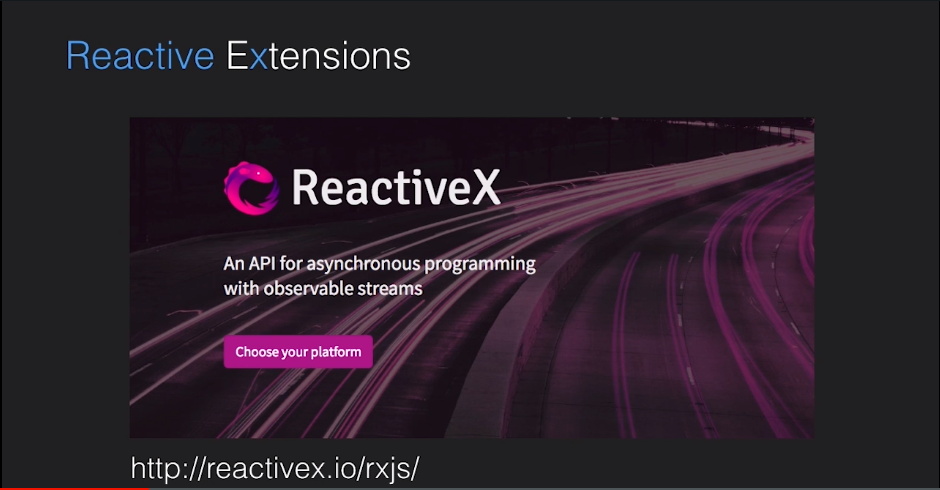 Reactive Extensions
ReactiveX
An API for asynchronous programming
with observable streams
Choose your platform
http://reactivex.io/rxjs/